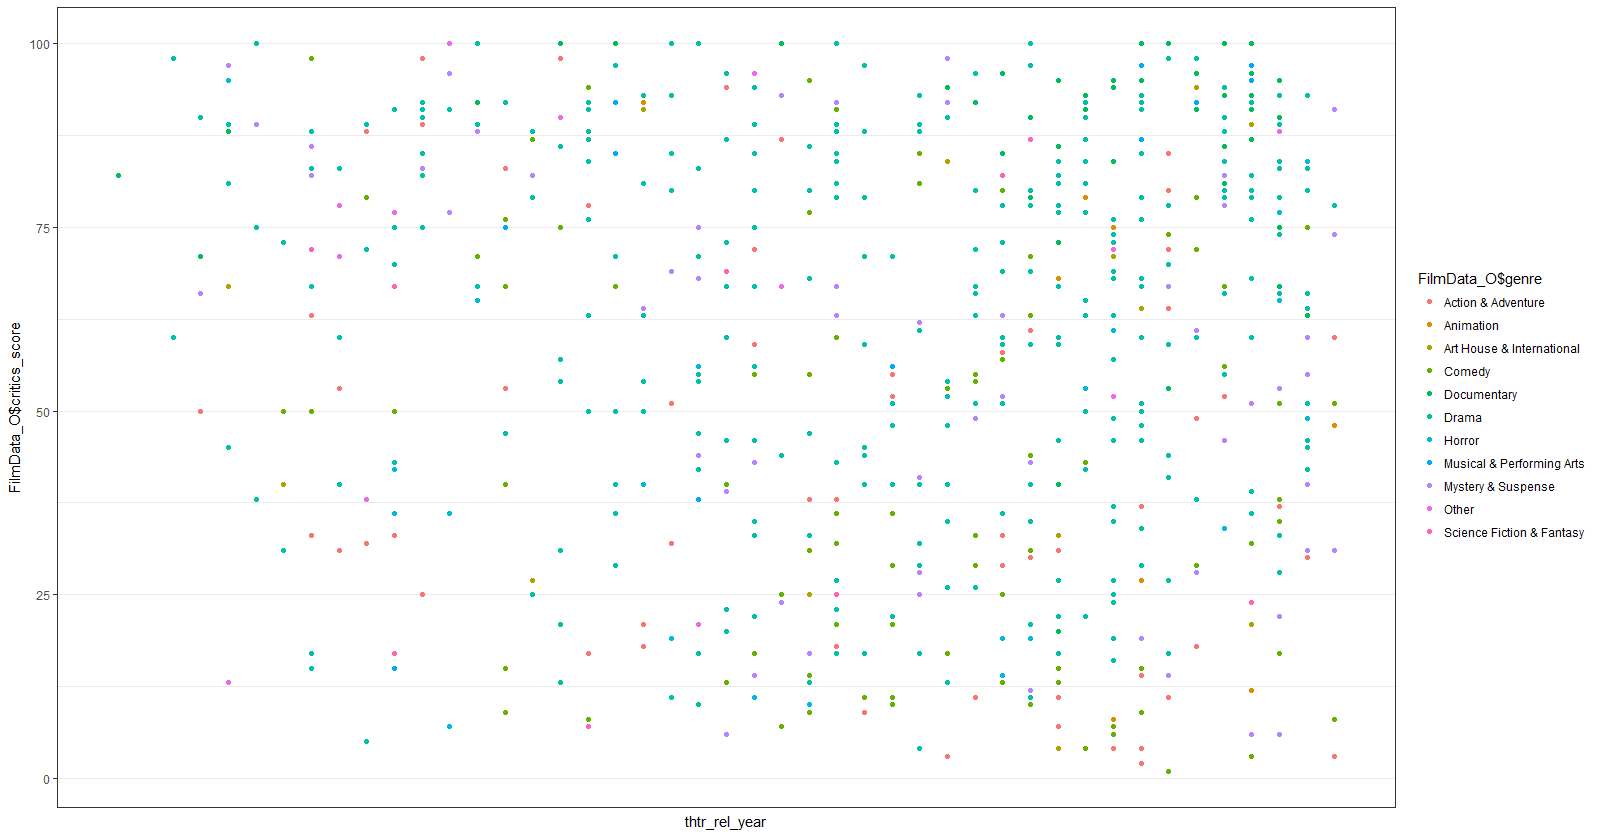 100
75
50
25
0
FilmData_O$critics_score
thtr_rel_year
FilmData_O$genre
Action & Adventure
Animation
Art House & International
Comedy
Documentary
Drama
Horror
Musical & Performing Arts
Mystery & Suspense
Other
Science Fiction & Fantasy